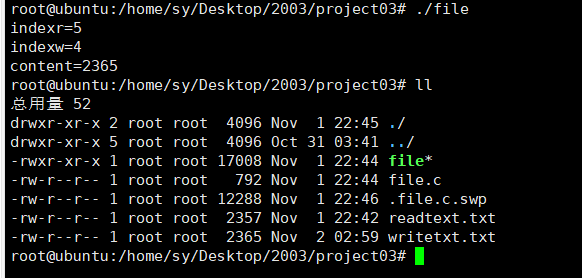 root@ubuntu:/home/sy/Desktop/2003/project03# ./file
indexr=5
indexw=4
content=2365
root@ubuntu:/home/sy/Desktop/2003/project03# ll
总用量 52
drwxr-xr-x 2 root root  4096 Nov  1 22:45 ./
drwxr-xr-x 5 root root  4096 Oct 31 03:41 ../
-rwxr-xr-x 1 root root 17008 Nov  1 22:44 file*
-rw-r--r-- 1 root root   792 Nov  1 22:44 file.c
-rw-r--r-- 1 root root 12288 Nov  1 22:46 .file.c.swp
-rw-r--r-- 1 root root  2357 Nov  1 22:42 readtext.txt
-rw-r--r-- 1 root root  2365 Nov  2 02:59 writetxt.txt
root@ubuntu:/home/sy/Desktop/2003/project03#